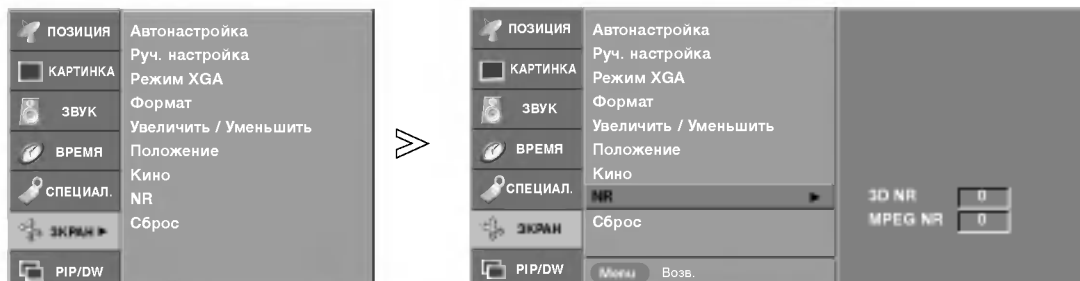 ПОЗИЦИЯ
КАРТИНКА
ЗВУК
ВРЕМЯ
СПЕЦИАЛ.
ЭКРАН ►
PIP/DW
Автонастройка
Руч. настройка
Режим XGA
Формат
Увеличить / Уменьшить
Положение
Кино
NR
Сброс
ПОЗИЦИЯ
КАРТИНКА
ЗВУК
ВРЕМЯ
СПЕЦИАЛ.
ЭКРАН
PIP/DW
Автонастройка
Руч. настройка
Режим XGA
Формат
Увеличить / Уменьшить
Положение
Кино
NR ►
Сброс
Menu Возв.
3D NR 0
MPEG NR 0